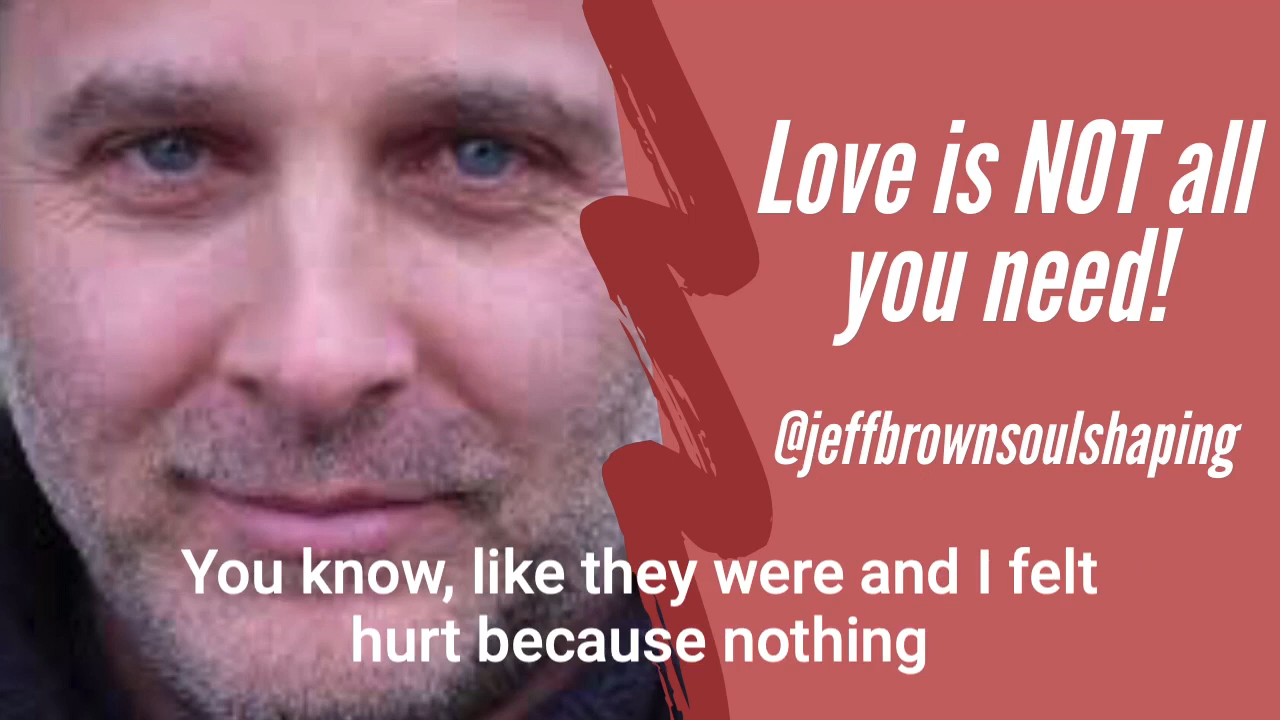 Love is NOT all
you need!
@jeffbrownsoulshaping
You know, like they were and I felt
hurt because nothing